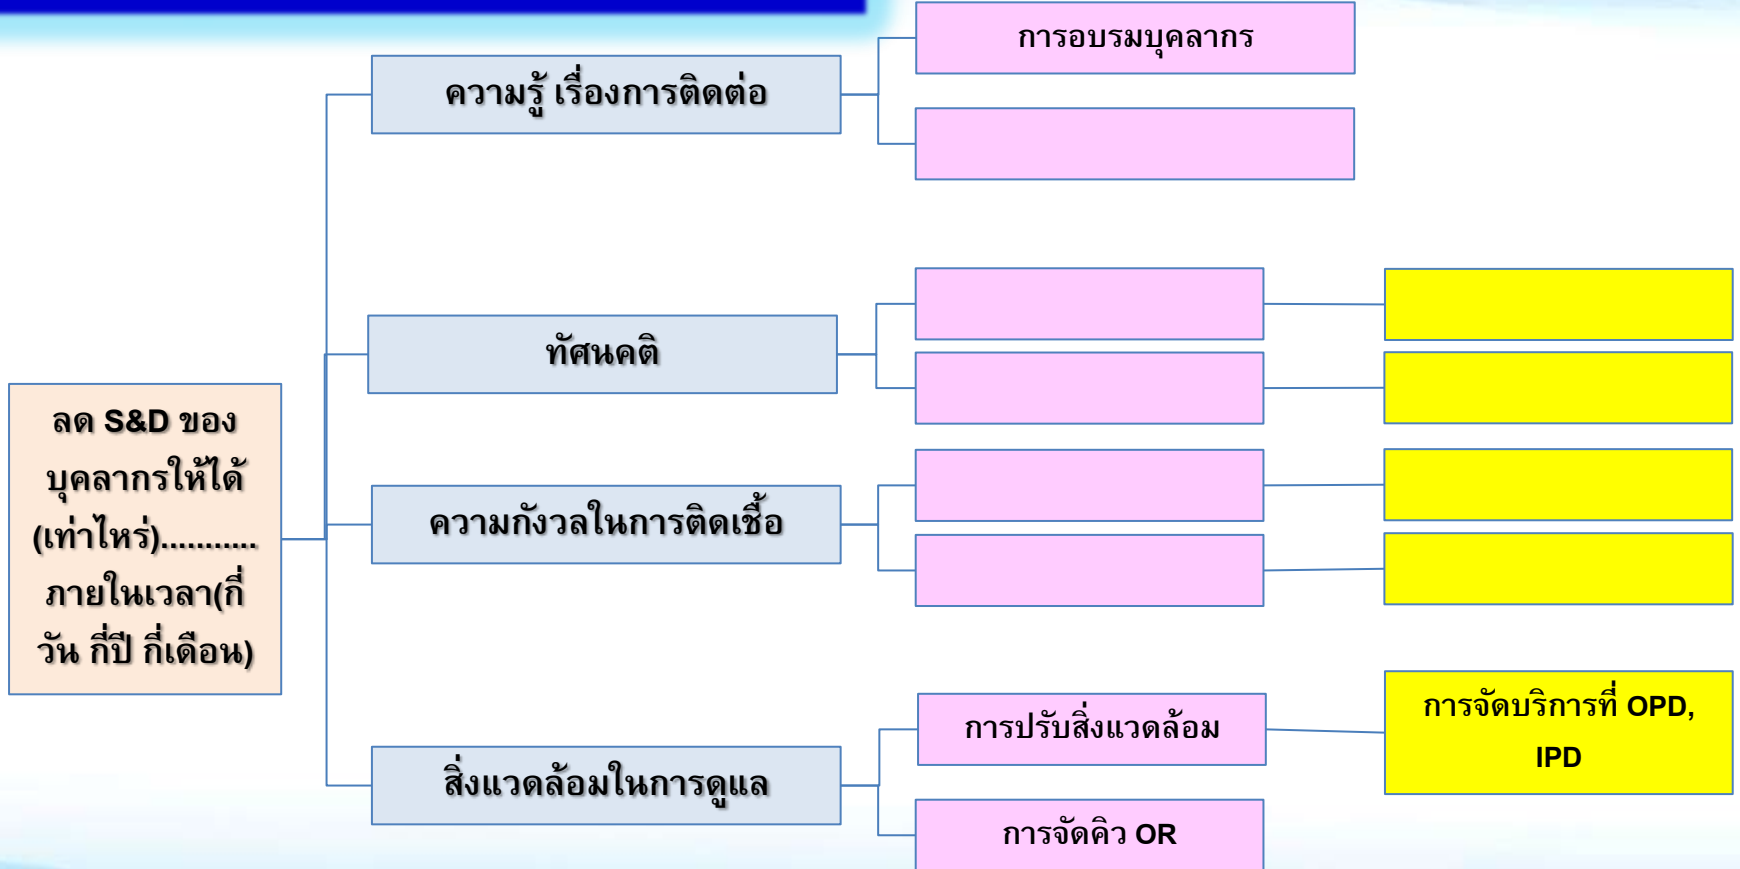 การอบรมบุคลากร
ความรู้ เรื่องการติดต่อ
ทัศนคติ
ลด S&D ของ
บุคลากรให้ได้
(เท่าไหร่)...........
ภายในเวลา(กี่
วัน กี่ปี กี่เดือน)
ความกังวลในการติดเชื้อ
สิ่งแวดล้อมในการดูแล
การปรับสิ่งแวดล้อม
การจัดบริการที่ OPD,
IPD
การจัดคิว OR